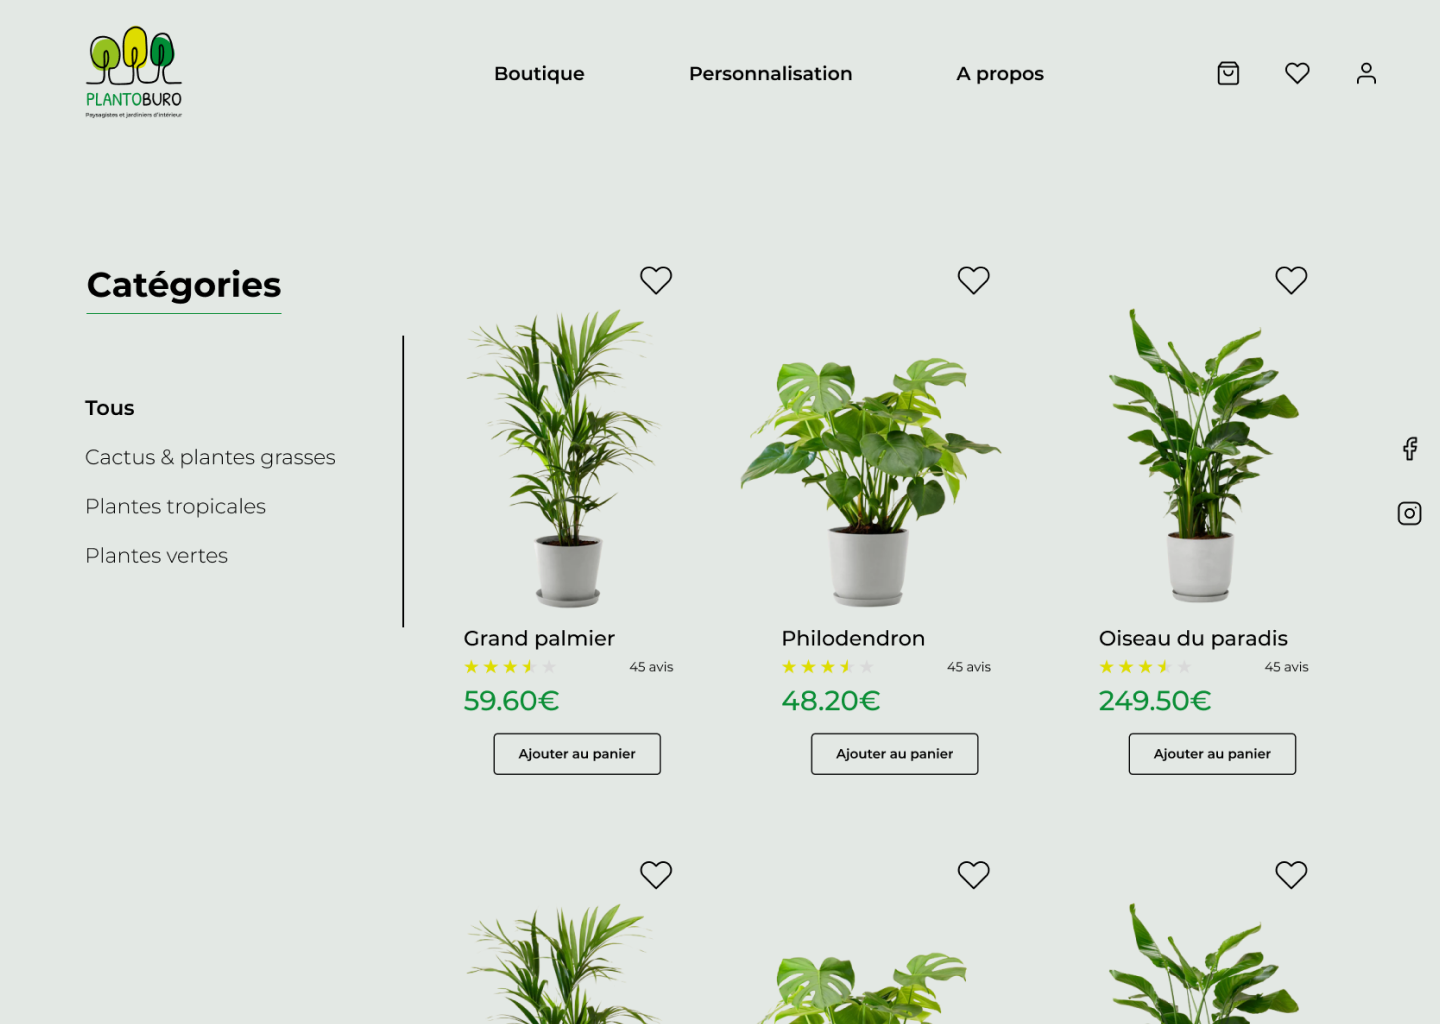 PLANTOBURO
Paysagistes et jardiniers d'intérieur
Boutique
Personnalisation
A propos
Catégories
Tous
Cactus & plantes grasses
Plantes tropicales
Plantes vertes
Grand palmier
45 avis
59.60€
Ajouter au panier
Philodendron
45 avis
48.20€
Ajouter au panier
Oiseau du paradis
45 avis
249.50€
Ajouter au panier